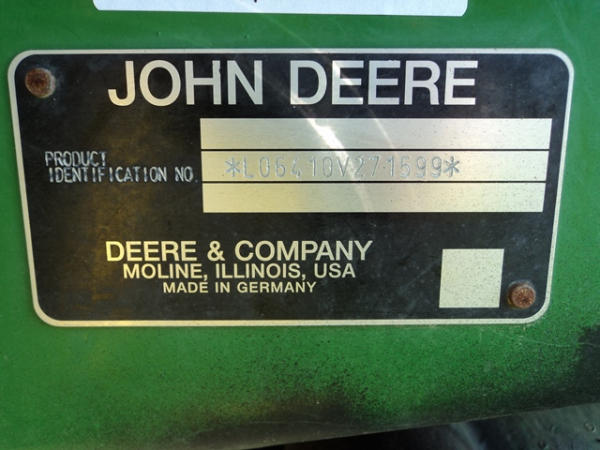 JOHN DEERE
PRODUCT
IDENTIFICATION NO.
*L06410V271599*
DEERE & COMPANY
MOLINE, ILLINOIS, USA
MADE IN GERMANY